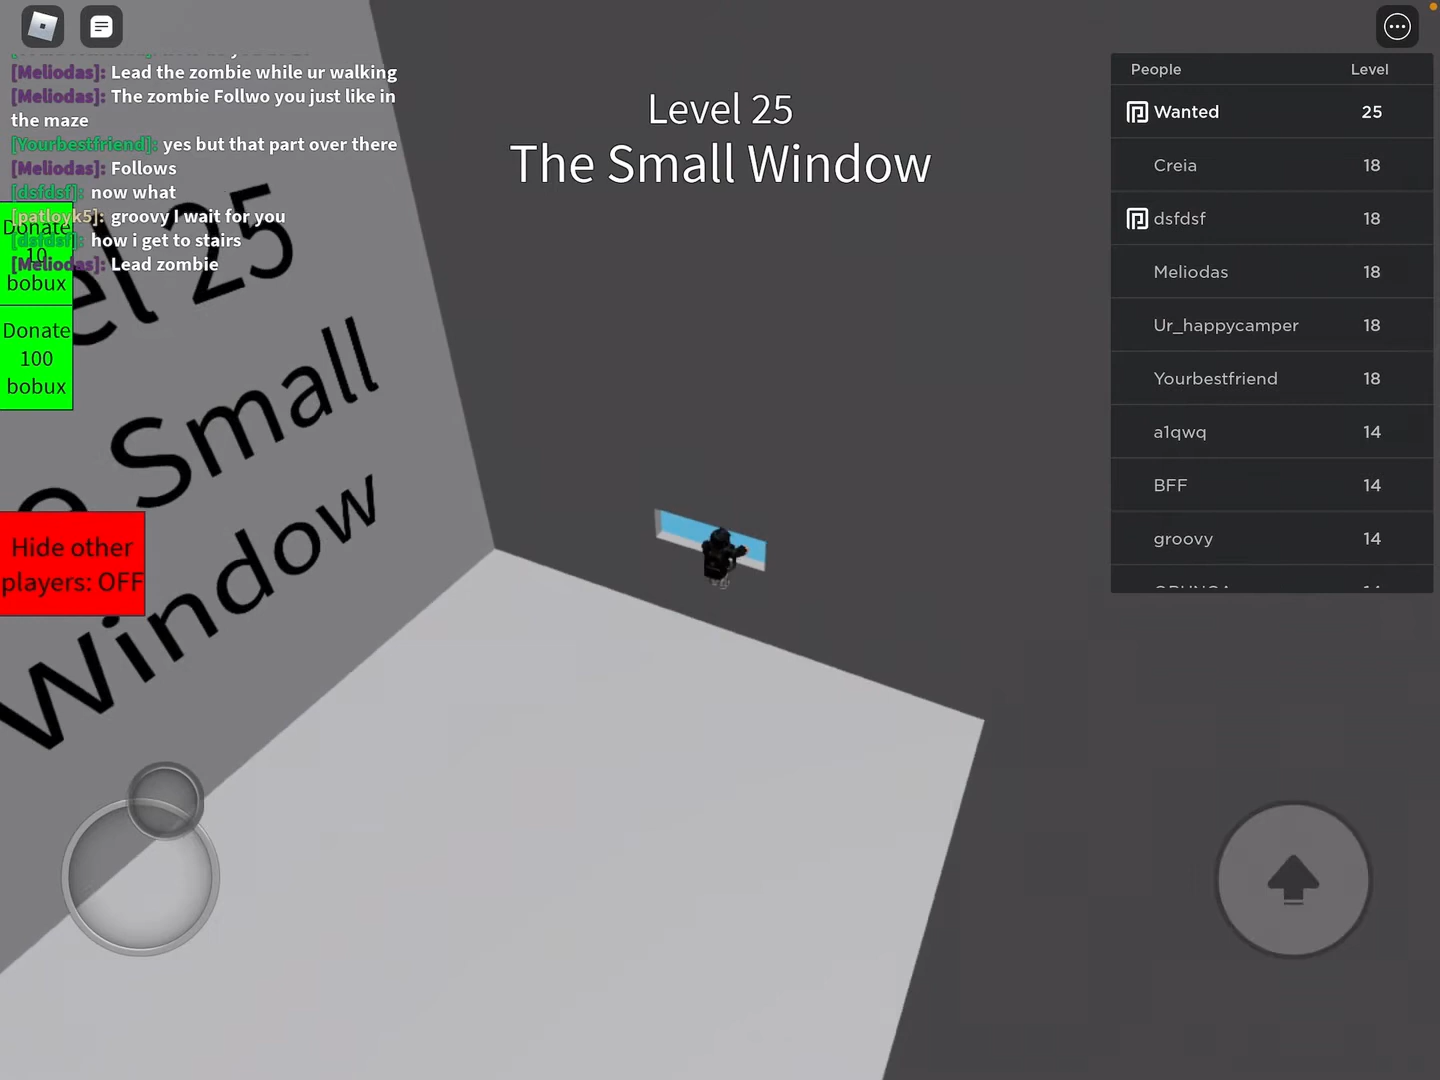 [Meliodas]: Lead the zombie while ur walking
[Meliodas]: The zombie Follwo you just like in
the maze
[Yourbestfriend]: yes but that part over there
[Meliodas]: Follows
[dsfdsf]: now what
[patloyk5]: groovy I wait for you
[dsfdsf]: how i get to stairs
[Meliodas]: Lead zombie
Donate
10
bobux
Donate
100
bobux
Hide other
players: OFF
el 25
Small
Window
Level 25
The Small Window
People Level
Wanted 25
Creia 18
dsfdsf 18
Meliodas 18
Ur_happycamper 18
Yourbestfriend 18
a1qwq 14
BFF 14
groovy 14